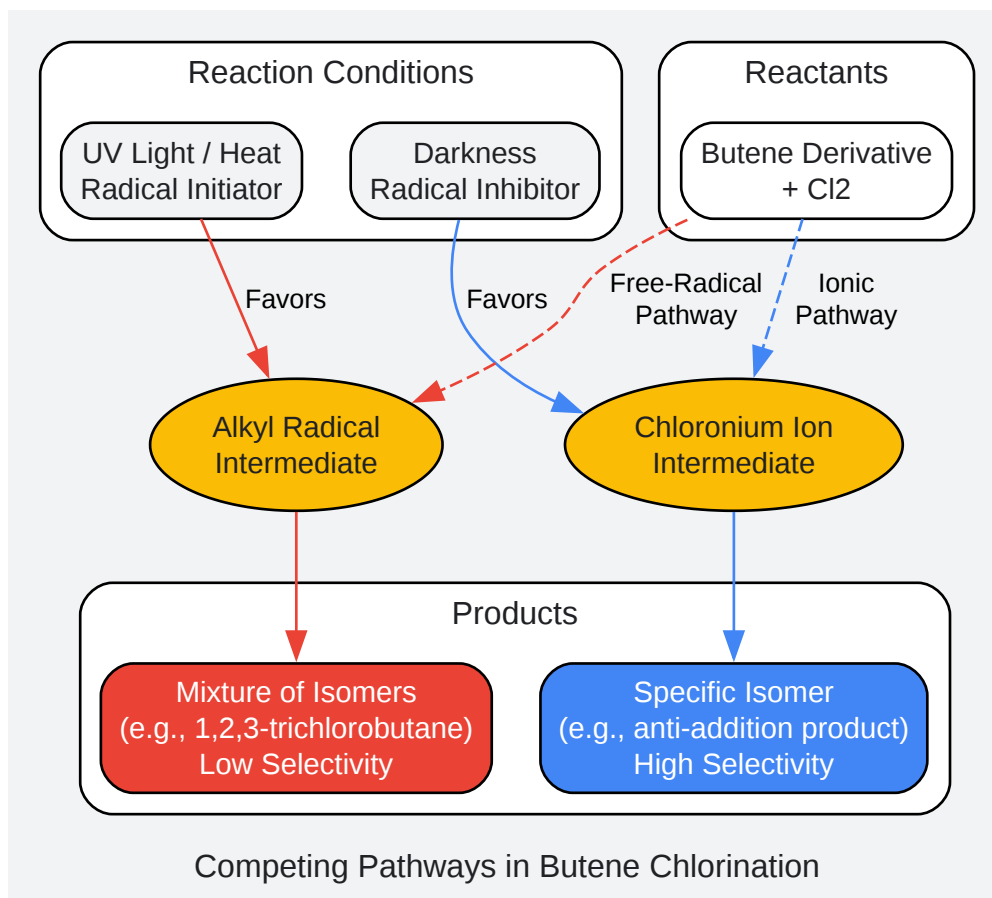 Reaction Conditions
Reactants
UV Light / Heat
Radical Initiator
Darkness
Radical Inhibitor
Butene Derivative
+ Cl2
Favors
Favors
Free-Radical
Pathway
Ionic
Pathway
Alkyl Radical
Intermediate
Chloronium Ion
Intermediate
Products
Mixture of Isomers
(e.g., 1,2,3-trichlorobutane)
Low Selectivity
Specific Isomer
(e.g., anti-addition product)
High Selectivity
Competing Pathways in Butene Chlorination